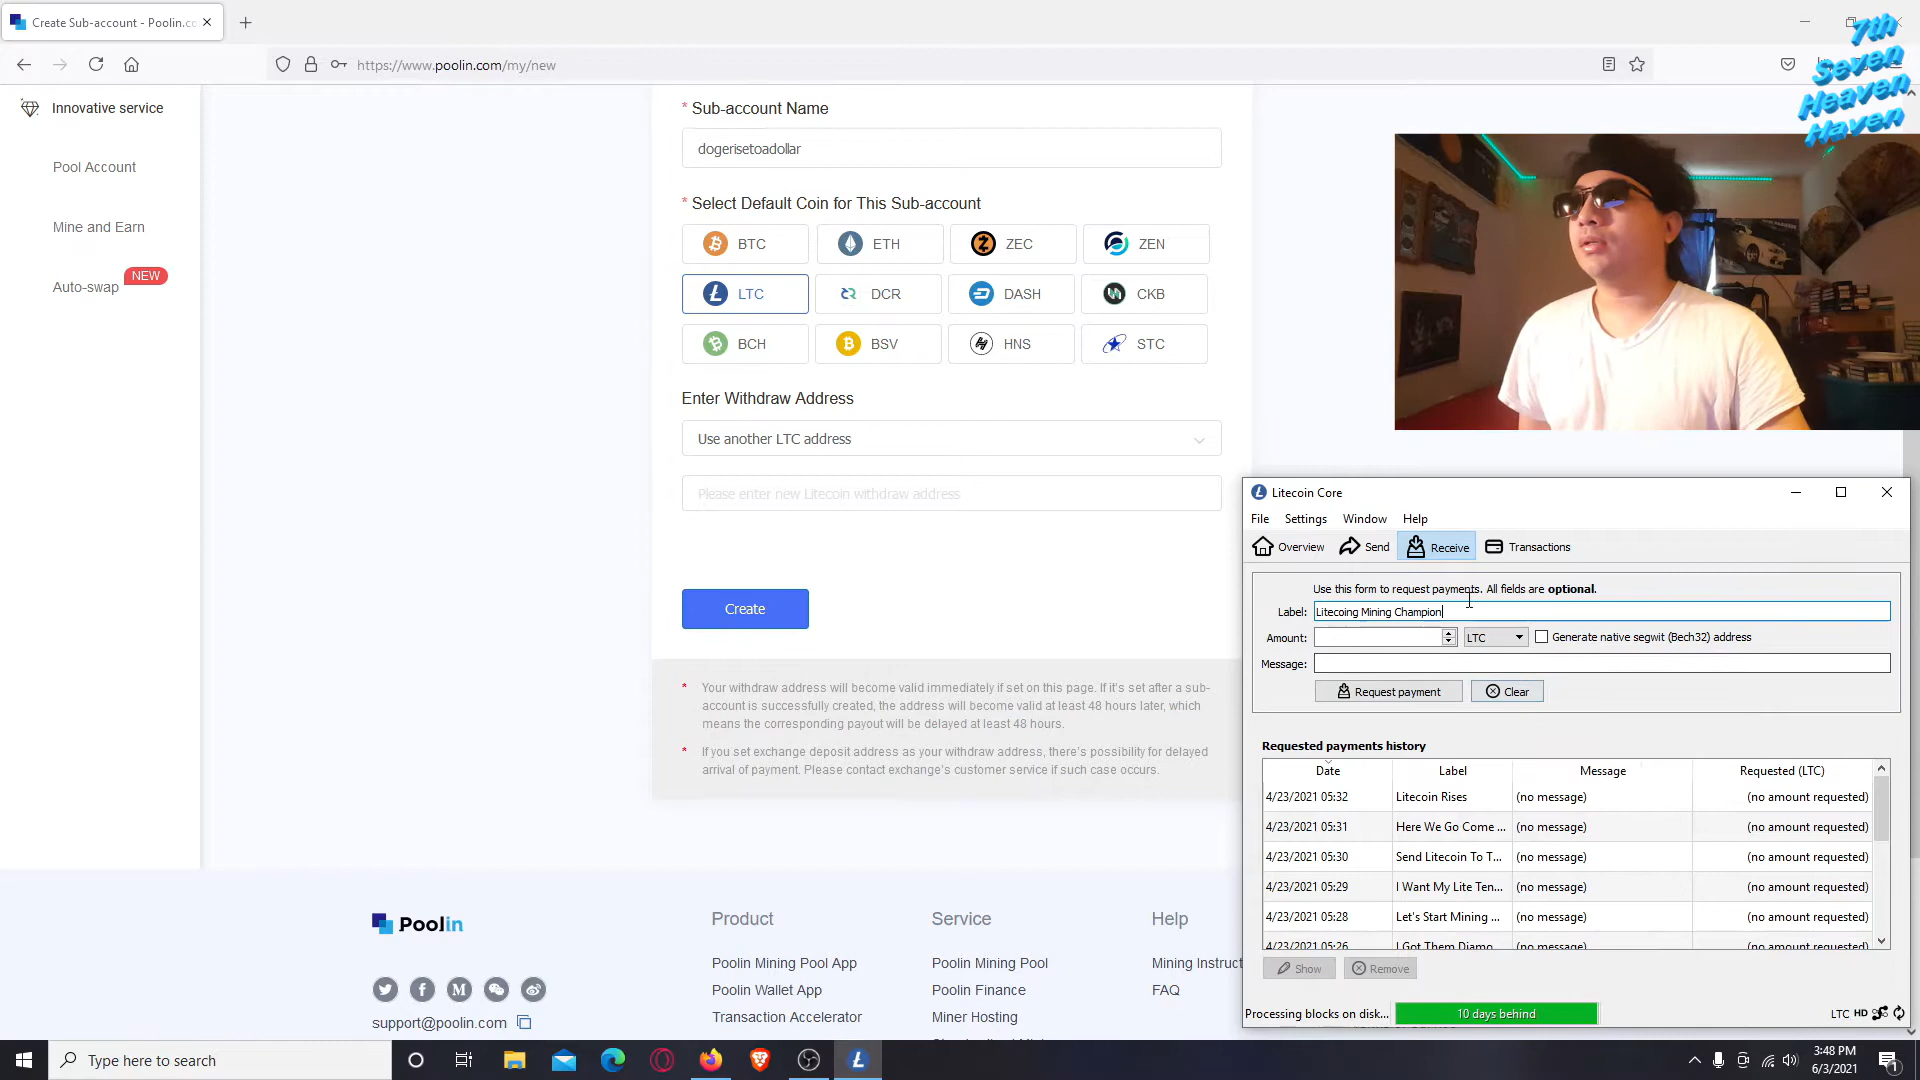 Create Sub-account - Poolin.co
https://www.poolin.com/my/new
7th
Seven
Heaven
Haven
Innovative service
Pool Account
Mine and Earn
Auto-swap NEW
* Sub-account Name
dogerisetoadollar
* Select Default Coin for This Sub-account
BTC ETH ZEC ZEN
LTC DCR DASH CKB
BCH BSV HNS STC
Enter Withdraw Address
Use another LTC address
Please enter new Litecoin withdraw address
Create
* Your withdraw address will become valid immediately if set on this page. If it's set after a sub-
account is successfully created, the address will become valid at least 48 hours later, which
means the corresponding payout will be delayed at least 48 hours.
* If you set exchange deposit address as your withdraw address, there's possibility for delayed
arrival of payment. Please contact exchange's customer service if such case occurs.
Poolin
support@poolin.com
Product
Poolin Mining Pool App
Poolin Wallet App
Transaction Accelerator
Service
Poolin Mining Pool
Poolin Finance
Miner Hosting
Help
Mining Instruct
FAQ
Litecoin Core
File Settings Window Help
Overview Send Receive Transactions
Use this form to request payments. All fields are optional.
Label: Litecoing Mining Champion
Amount: LTC Generate native segwit (Bech32) address
Message:
Request payment Clear
Requested payments history
Date Label Message Requested (LTC)
4/23/2021 05:32 Litecoin Rises (no message) (no amount requested)
4/23/2021 05:31 Here We Go Come ... (no message) (no amount requested)
4/23/2021 05:30 Send Litecoin To T... (no message) (no amount requested)
4/23/2021 05:29 I Want My Lite Ten... (no message) (no amount requested)
4/23/2021 05:28 Let's Start Mining ... (no message) (no amount requested)
4/23/2021 05:26 I Got Them Diamo... (no message) (no amount requested)
Show Remove
Processing blocks on disk... 10 days behind LTC HD
Type here to search
3:48 PM
6/3/2021
1